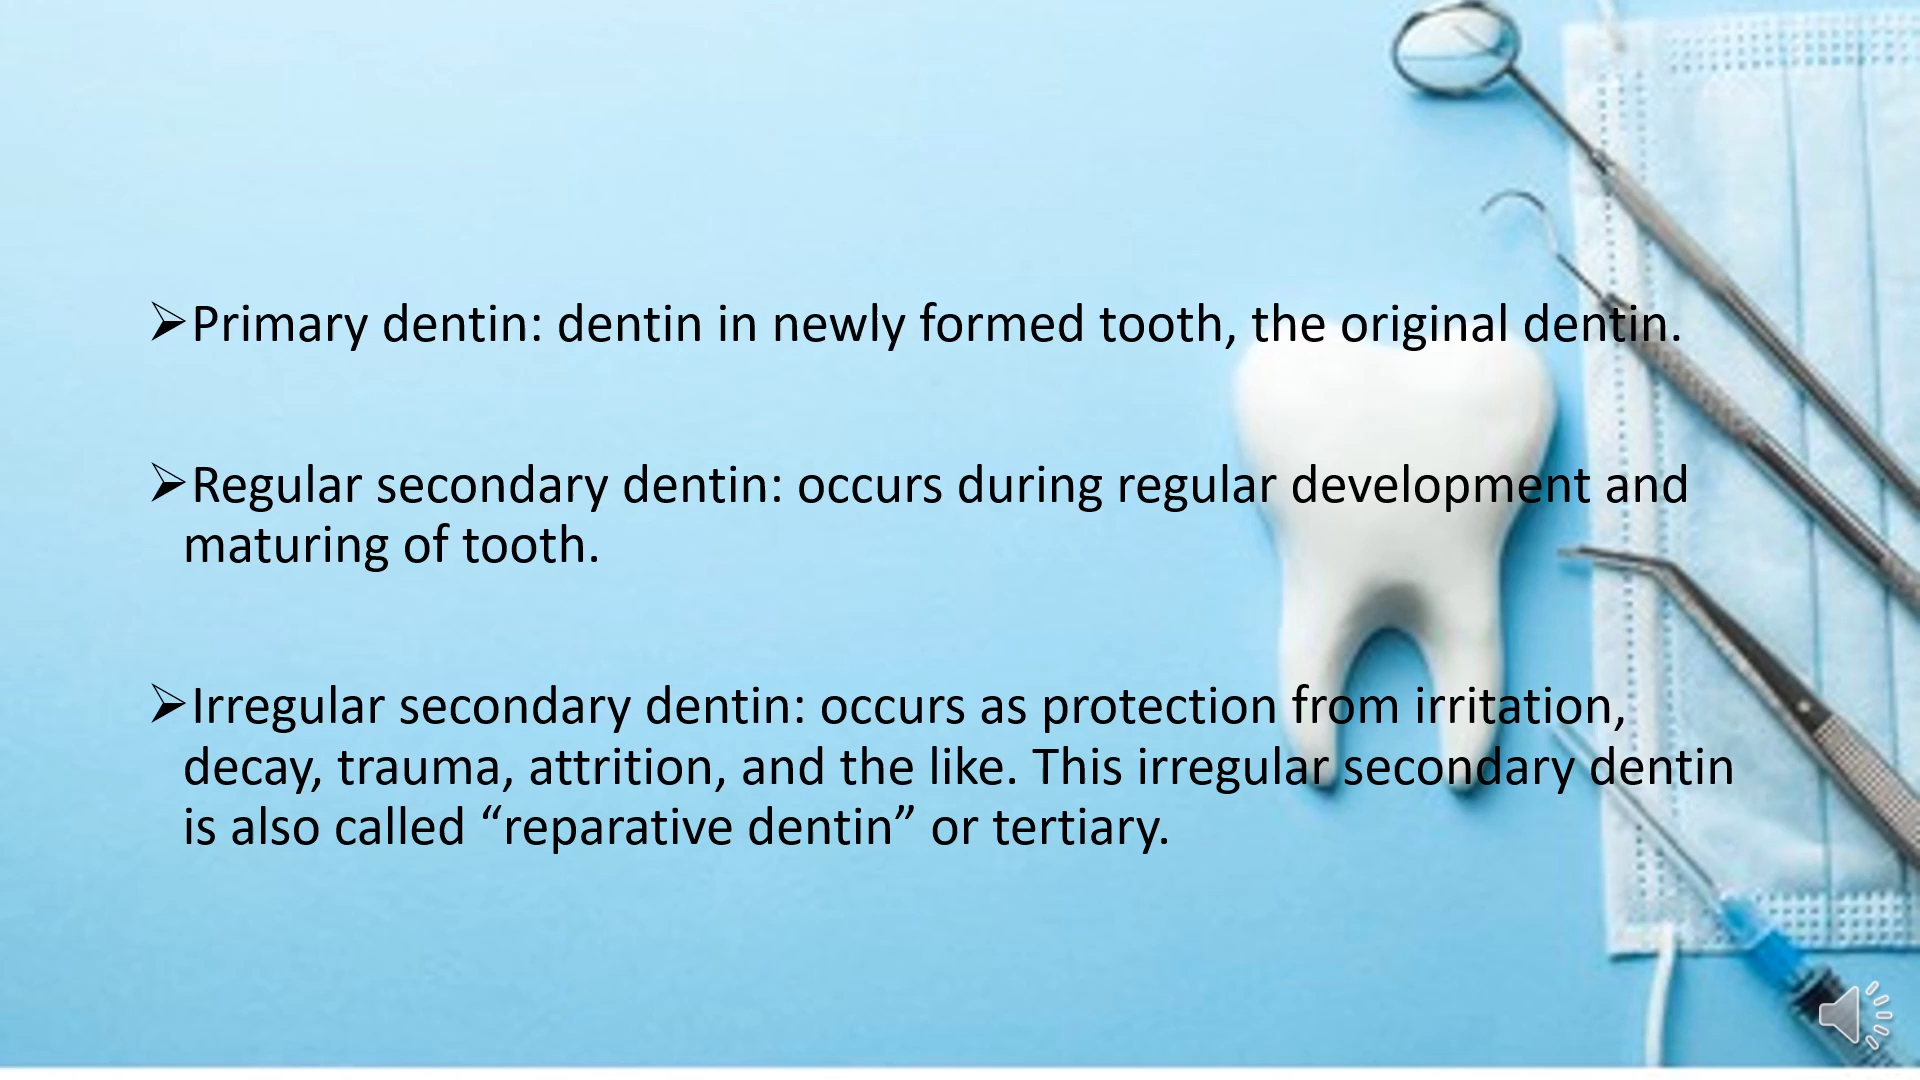 ➢Primary dentin: dentin in newly formed tooth, the original dentin.
➢Regular secondary dentin: occurs during regular development and
maturing of tooth.
➢Irregular secondary dentin: occurs as protection from irritation,
decay, trauma, attrition, and the like. This irregular secondary dentin
is also called “reparative dentin” or tertiary.